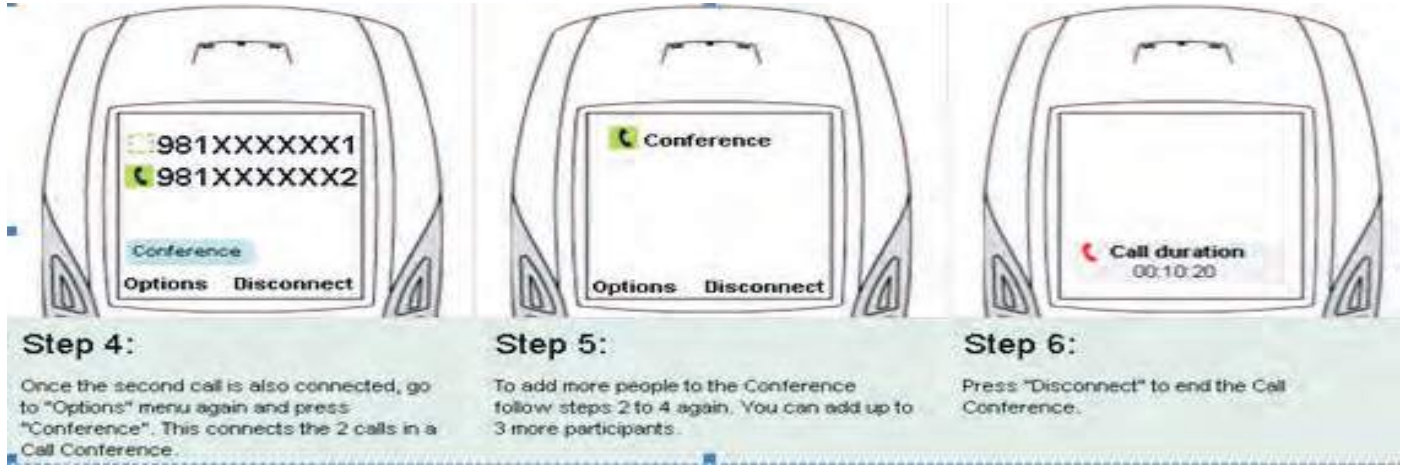 981XXXXXX1
981XXXXXX2
Conference
Options Disconnect
Conference
Options Disconnect
Call duration
00:10:20
Step 4:
Once the second call is also connected, go
to "Options" menu again and press
"Conference". This connects the 2 calls in a
Call Conference.
Step 5:
To add more people to the Conference
follow steps 2 to 4 again. You can add up to
3 more participants.
Step 6:
Press "Disconnect" to end the Call
Conference.